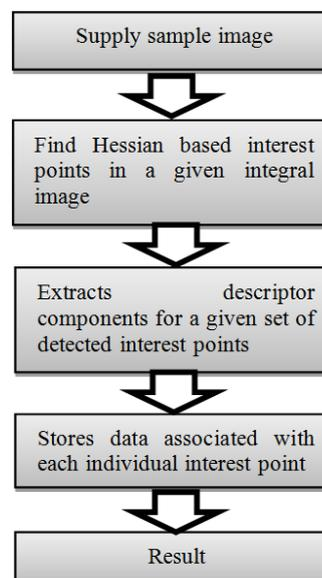 Supply sample image
Find Hessian based interest
points in a given integral
image
Extracts descriptor
components for a given set of
detected interest points
Stores data associated with
each individual interest point
Result